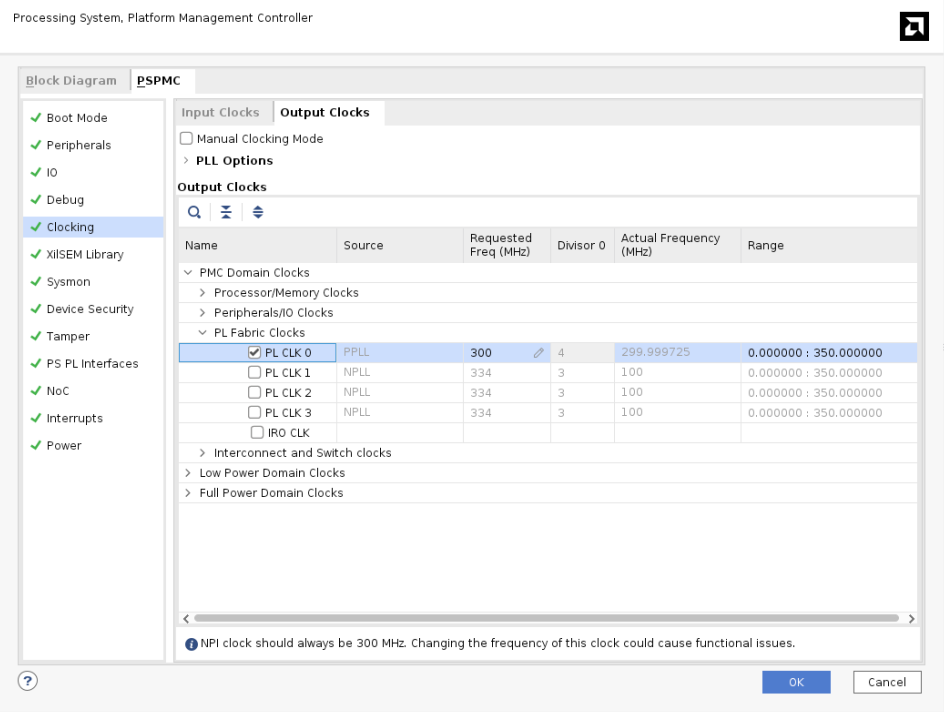 Processing System, Platform Management Controller
Block Diagram PSPMC
Boot Mode
Peripherals
IO
Debug
Clocking
XilSEM Library
Sysmon
Device Security
Tamper
PS PL Interfaces
NoC
Interrupts
Power
Input Clocks Output Clocks
Manual Clocking Mode
PLL Options
Output Clocks
Name Source Requested Freq (MHz) Divisor 0 Actual Frequency (MHz) Range
PMC Domain Clocks
Processor/Memory Clocks
Peripherals/IO Clocks
PL Fabric Clocks
PL CLK 0 PPLL 300 4 299.999725 0.000000 : 350.000000
PL CLK 1 NPLL 334 3 100 0.000000 : 350.000000
PL CLK 2 NPLL 334 3 100 0.000000 : 350.000000
PL CLK 3 NPLL 334 3 100 0.000000 : 350.000000
IRO CLK
Interconnect and Switch clocks
Low Power Domain Clocks
Full Power Domain Clocks
NPI clock should always be 300 MHz. Changing the frequency of this clock could cause functional issues.
? OK Cancel